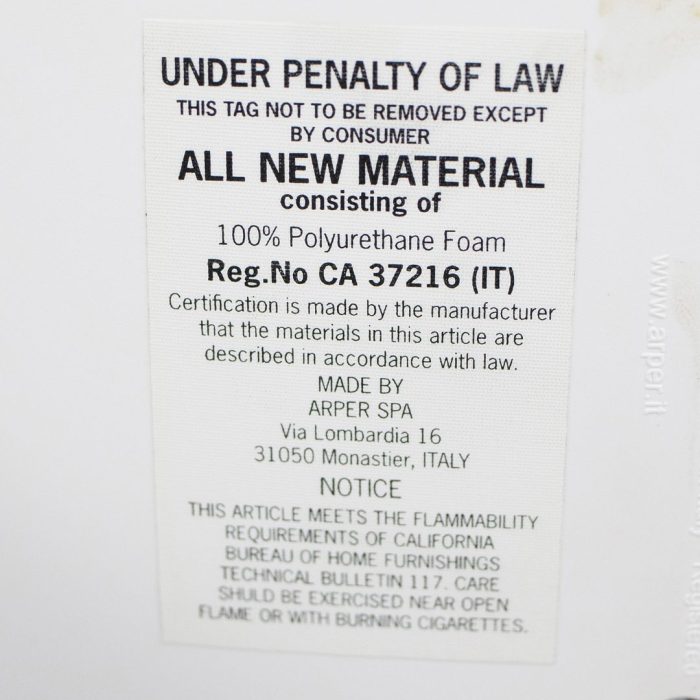 UNDER PENALTY OF LAW
THIS TAG NOT TO BE REMOVED EXCEPT
BY CONSUMER
ALL NEW MATERIAL
consisting of
100% Polyurethane Foam
Reg.No CA 37216 (IT)
Certification is made by the manufacturer
that the materials in this article are
described in accordance with law.
MADE BY
ARPER SPA
Via Lombardia 16
31050 Monastier, ITALY
NOTICE
THIS ARTICLE MEETS THE FLAMMABILITY
REQUIREMENTS OF CALIFORNIA
BUREAU OF HOME FURNISHINGS
TECHNICAL BULLETIN 117. CARE
SHULD BE EXERCISED NEAR OPEN
FLAME OR WITH BURNING CIGARETTES.
www.arper.it